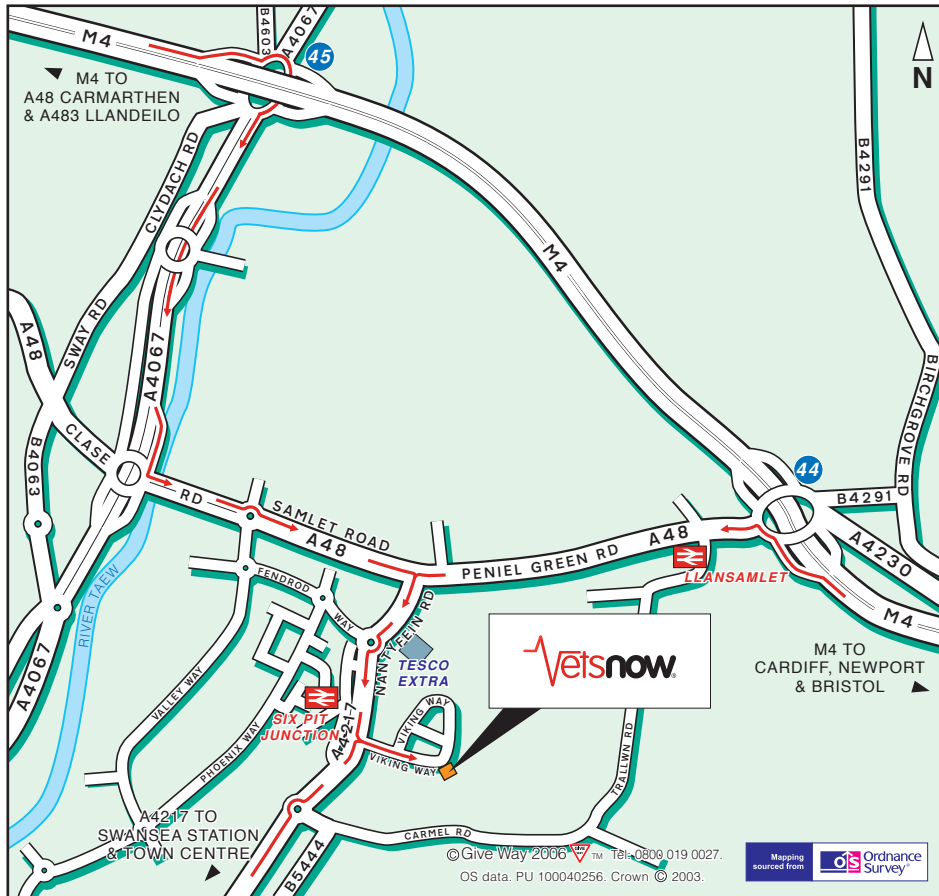 M4
B4603
A4067
45
N
M4 TO
A48 CARMARTHEN
& A483 LLANDEILO
CLYDACH RD
B4291
M4
SWAY RD
A48
A4067
BIRCHGROVE RD
B4063
CLASE
RD
44
B4291
SAMLET ROAD
A48
PENIEL GREEN RD
A48
A4230
LLANSAMLET
M4
RIVER TAEW
FENDROD
WAY
NANTYFFIN RD
TESCO
EXTRA
Vetsnow®
M4 TO
CARDIFF, NEWPORT
& BRISTOL
A4067
VALLEY WAY
SIX PIT
JUNCTION
PHOENIX WAY
A4217
VIKING WAY
VIKING WAY
TRALLWN RD
A4217 TO
SWANSEA STATION
& TOWN CENTRE
CARMEL RD
B5444
© Give Way 2006 GIVE WAY ™ Tel: 0800 019 0027.
OS data. PU 100040256. Crown © 2003.
Mapping
sourced from
OS Ordnance
Survey®